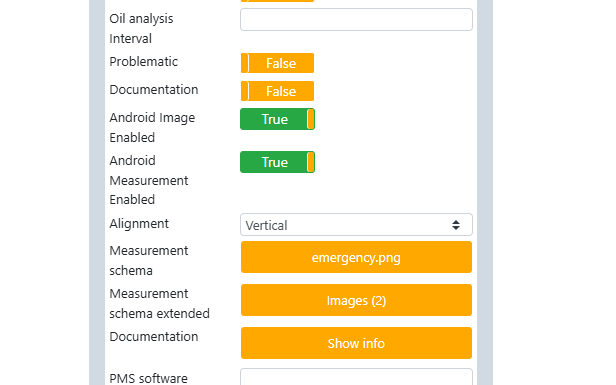 Oil analysis
Interval
Problematic
False
Documentation
False
Android Image
Enabled
True
Android
Measurement
Enabled
True
Alignment
Vertical
Measurement
schema
emergency.png
Measurement
schema extended
Images (2)
Documentation
Show info
PMS software